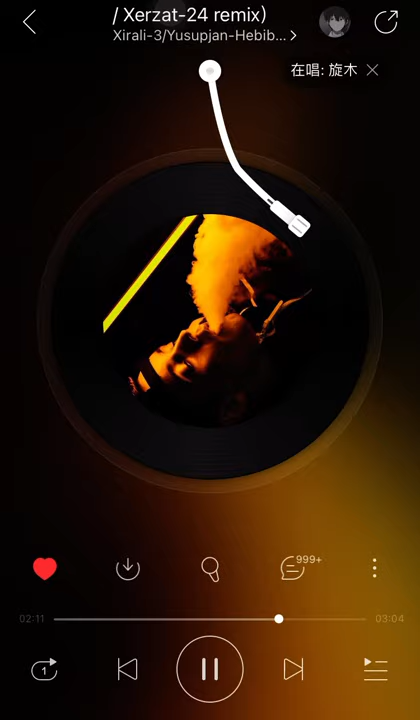 / Xerzat-24 remix)
Xirali-3/Yusupjan-Hebib...
在唱: 旋木
999+
02:11
03:04
1